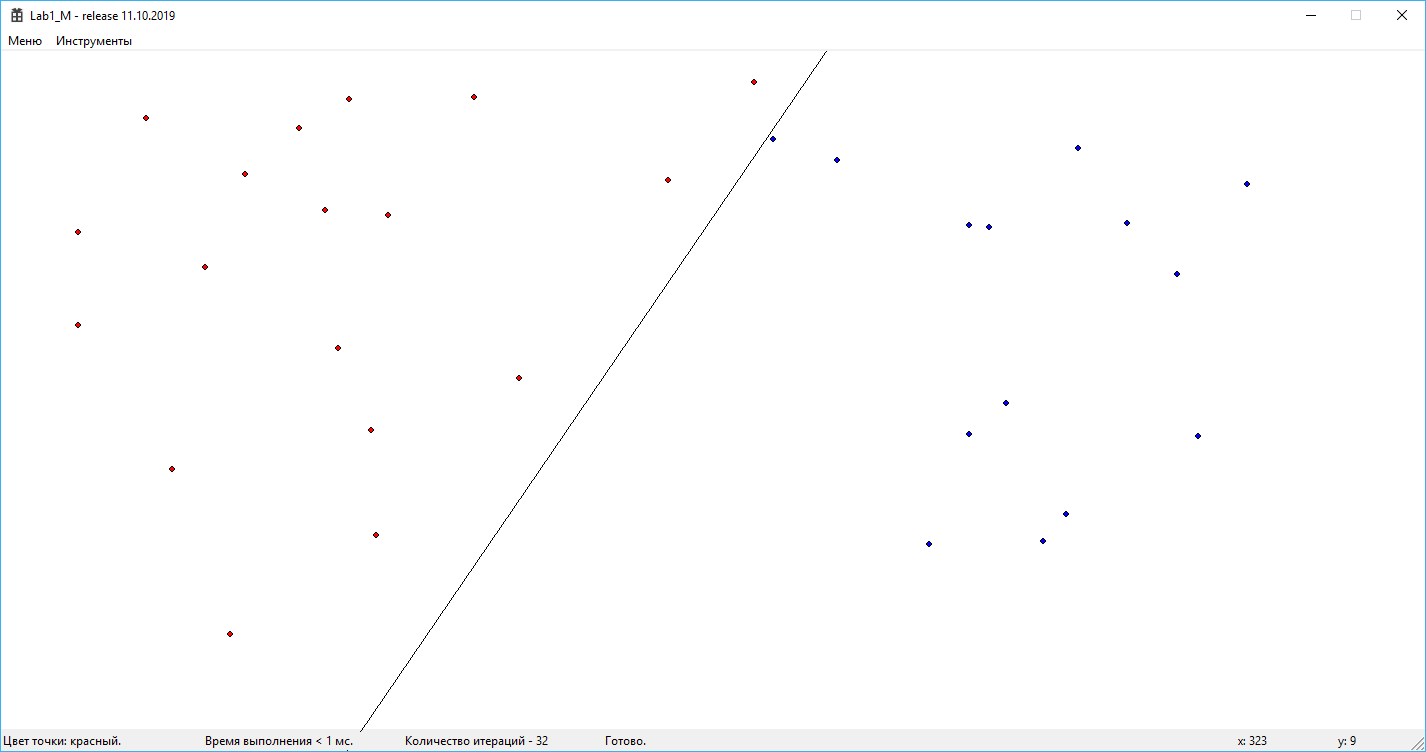 Lab1_M - release 11.10.2019
Меню Инструменты
Цвет точки: красный. Время выполнения < 1 мс. Количество итераций - 32 Готово. x: 323 y: 9